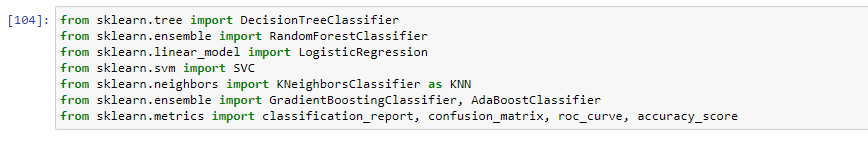 [104]: from sklearn.tree import DecisionTreeClassifier
from sklearn.ensemble import RandomForestClassifier
from sklearn.linear_model import LogisticRegression
from sklearn.svm import SVC
from sklearn.neighbors import KNeighborsClassifier as KNN
from sklearn.ensemble import GradientBoostingClassifier, AdaBoostClassifier
from sklearn.metrics import classification_report, confusion_matrix, roc_curve, accuracy_score